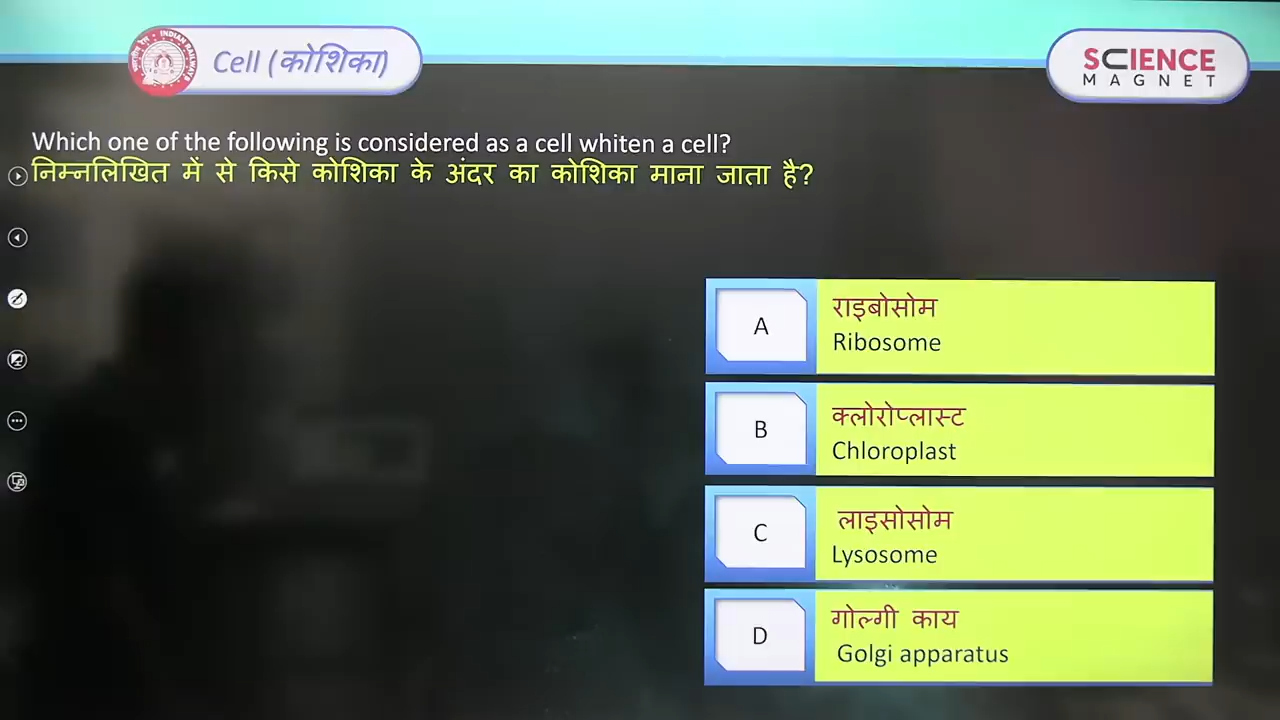 Cell (कोशिका)
SCIENCE
MAGNET
Which one of the following is considered as a cell whiten a cell?
निम्नलिखित में से किसे कोशिका के अंदर का कोशिका माना जाता है?
A
राइबोसोम
Ribosome
B
क्लोरोप्लास्ट
Chloroplast
C
लाइसोसोम
Lysosome
D
गोल्गी काय
Golgi apparatus